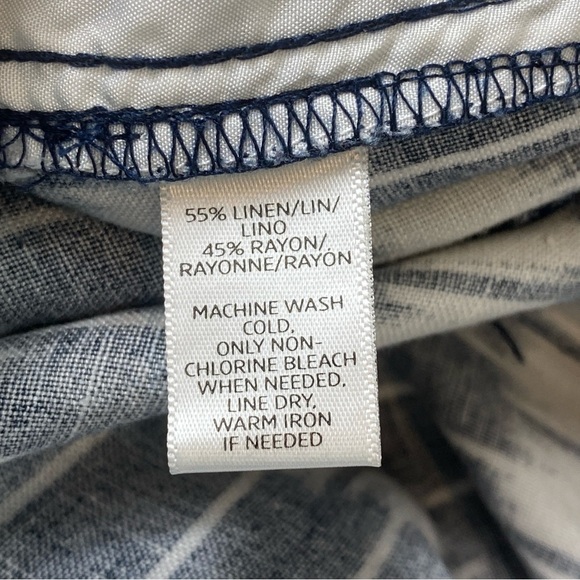 55% LINEN/LIN/
LINO
45% RAYON/
RAYONNE/RAYÓN
MACHINE WASH
COLD.
ONLY NON-
CHLORINE BLEACH
WHEN NEEDED.
LINE DRY,
WARM IRON
IF NEEDED